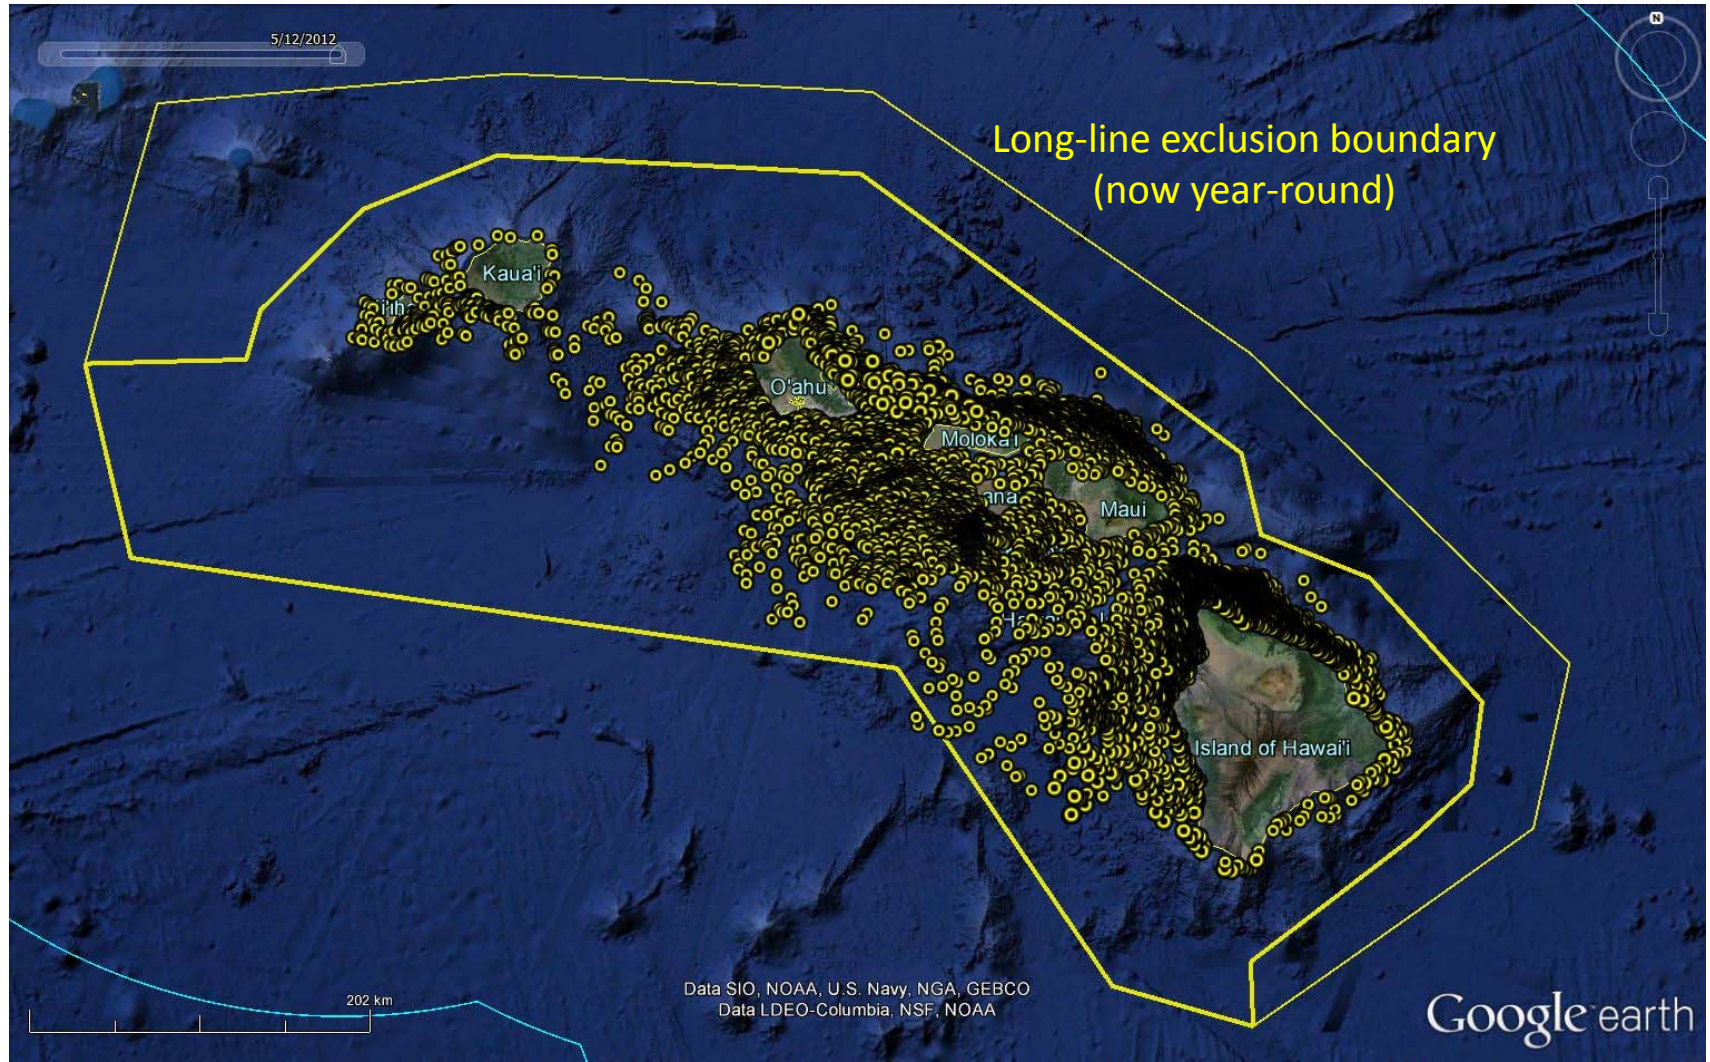 5/12/2012
N
Long-line exclusion boundary
(now year-round)
Kaua'i
O'ahu
Moloka'i
Maui
Island of Hawai'i
202 km
Data SIO, NOAA, U.S. Navy, NGA, GEBCO
Data LDEO-Columbia, NSF, NOAA
Google earth